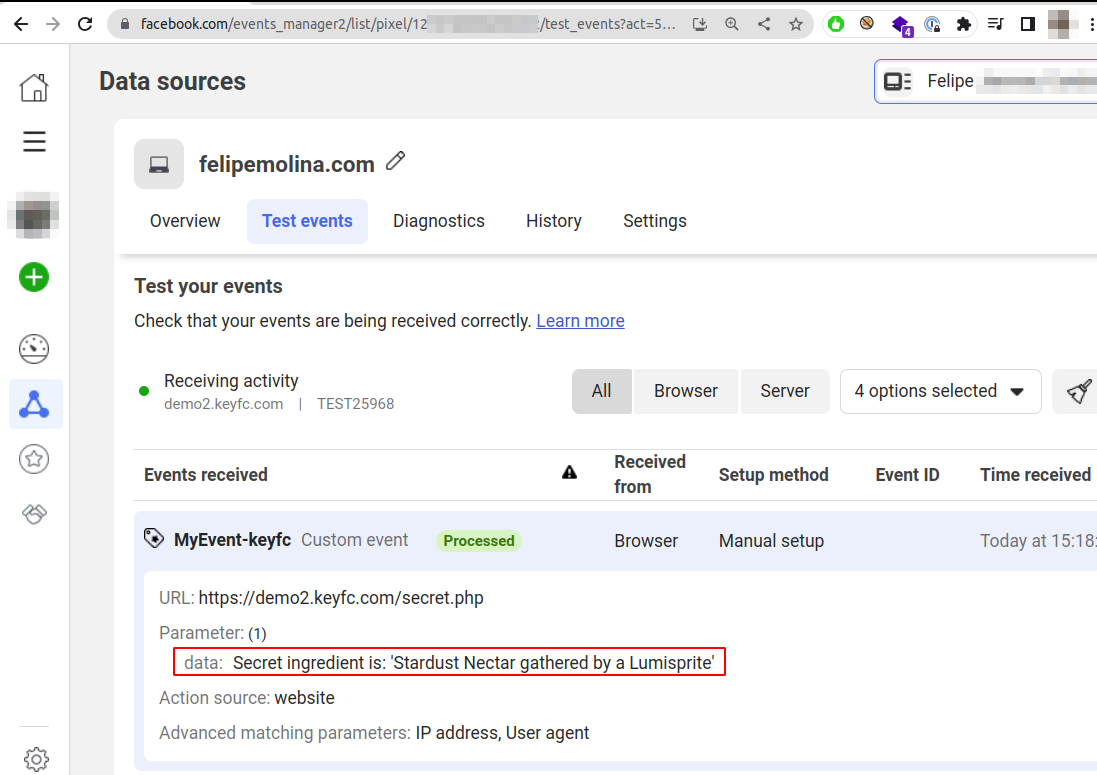 facebook.com/events_manager2/list/pixel/12 /test_events?act=5...
4
Data sources
Felipe
felipemolina.com
Overview Test events Diagnostics History Settings
Test your events
Check that your events are being received correctly. Learn more
Receiving activity
demo2.keyfc.com | TEST25968
All Browser Server 4 options selected
Events received Received from Setup method Event ID Time received
MyEvent-keyfc Custom event Processed Browser Manual setup Today at 15:18:
URL: https://demo2.keyfc.com/secret.php
Parameter: (1)
data: Secret ingredient is: 'Stardust Nectar gathered by a Lumisprite'
Action source: website
Advanced matching parameters: IP address, User agent